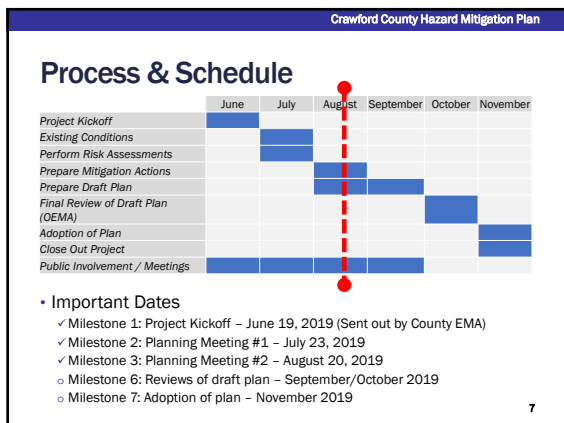 Crawford County Hazard Mitigation Plan
Process & Schedule
June July August September October November
Project Kickoff
Existing Conditions
Perform Risk Assessments
Prepare Mitigation Actions
Prepare Draft Plan
Final Review of Draft Plan
(OEMA)
Adoption of Plan
Close Out Project
Public Involvement / Meetings
• Important Dates
✓ Milestone 1: Project Kickoff – June 19, 2019 (Sent out by County EMA)
✓ Milestone 2: Planning Meeting #1 – July 23, 2019
✓ Milestone 3: Planning Meeting #2 – August 20, 2019
o Milestone 6: Reviews of draft plan – September/October 2019
o Milestone 7: Adoption of plan – November 2019
7